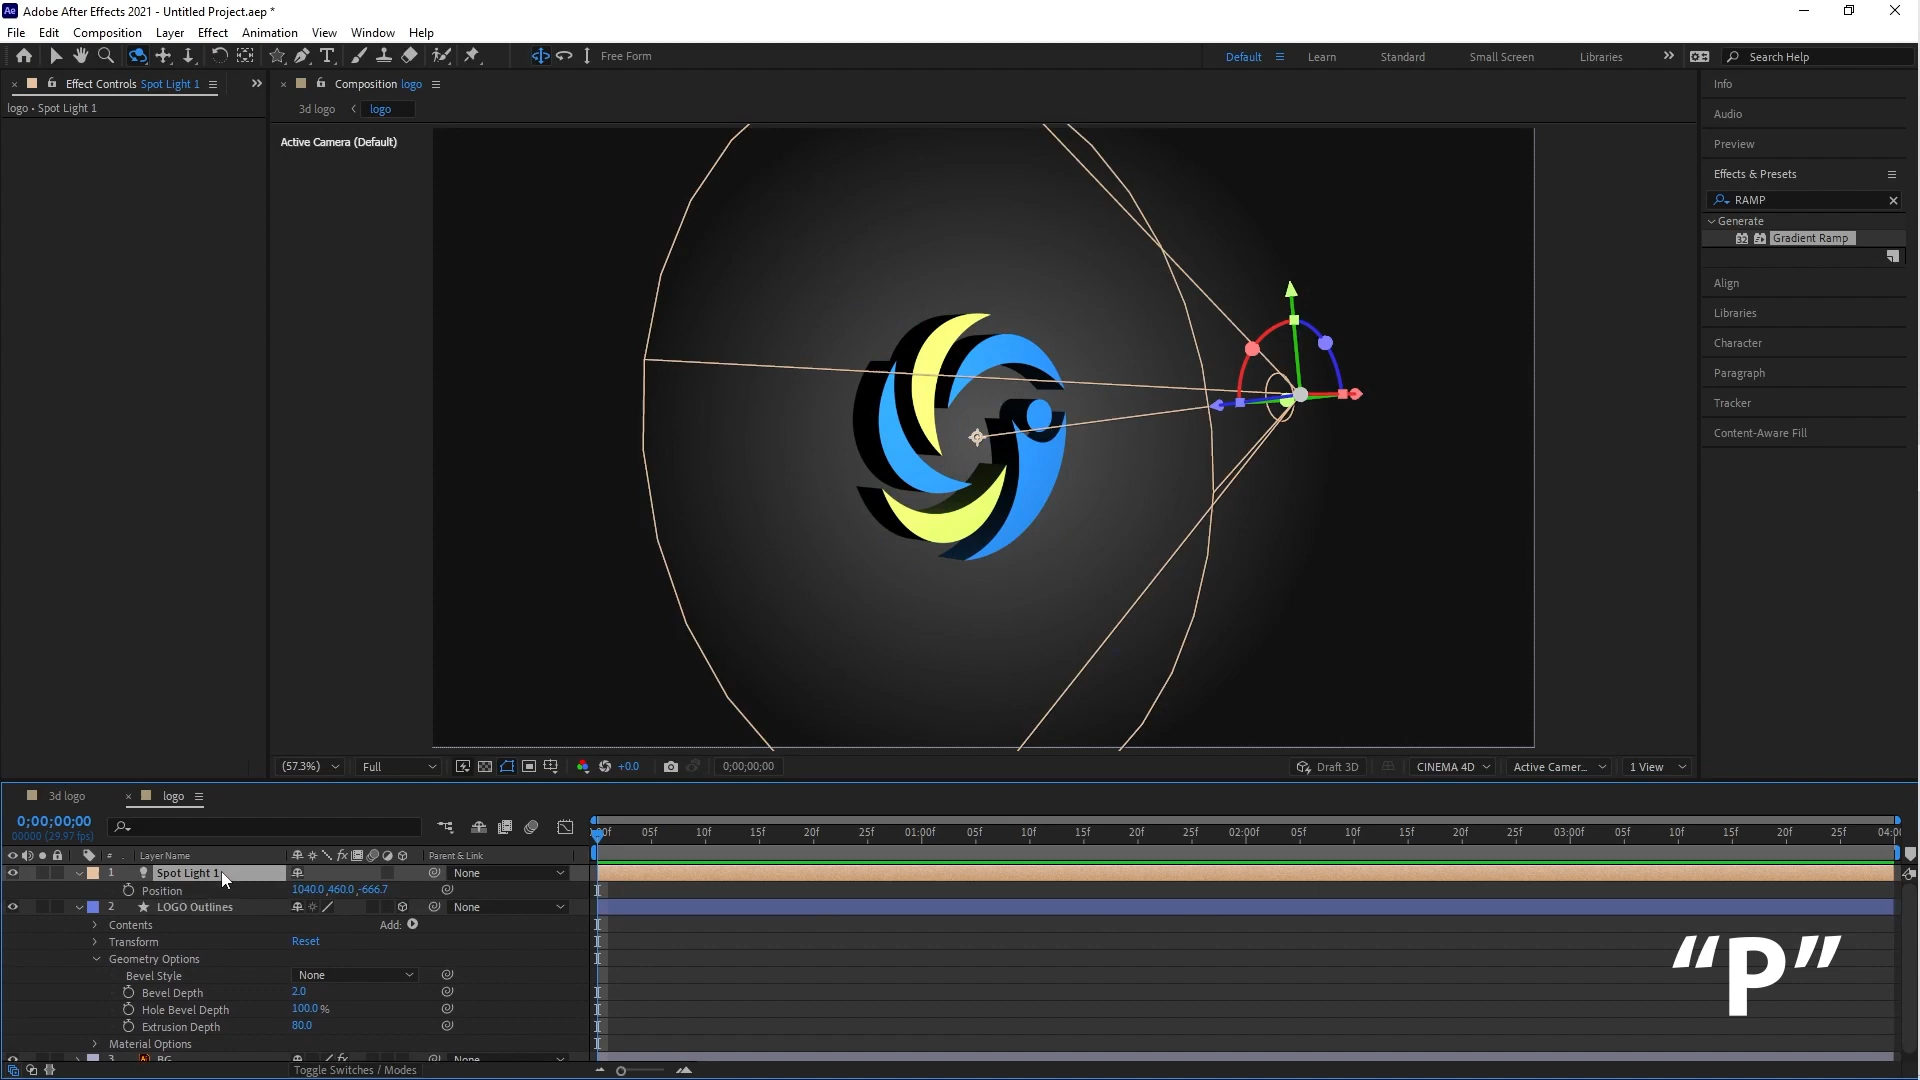 Ae Adobe After Effects 2021 - Untitled Project.aep *
File Edit Composition Layer Effect Animation View Window Help
Free Form
Default Learn Standard Small Screen Libraries Search Help
Effect Controls Spot Light 1
logo • Spot Light 1
Composition logo
3d logo logo
Active Camera (Default)
Info
Audio
Preview
Effects & Presets
RAMP
Generate
32 Gradient Ramp
Align
Libraries
Character
Paragraph
Tracker
Content-Aware Fill
(57.3%) Full +0.0 0;00;00;00 Draft 3D CINEMA 4D Active Camer... 1 View
3d logo logo
0;00;00;00
00000 (29.97 fps)
:00f 05f 10f 15f 20f 25f 01:00f 05f 10f 15f 20f 25f 02:00f 05f 10f 15f 20f 25f 03:00f 05f 10f 15f 20f 25f 04:0
# Layer Name fx Parent & Link
1 Spot Light 1 None
Position 1040.0,460.0,-666.7
2 LOGO Outlines None
Contents Add:
Transform Reset
Geometry Options
Bevel Style None
Bevel Depth 2.0
Hole Bevel Depth 100.0 %
Extrusion Depth 80.0
Material Options
3 BG None
Toggle Switches / Modes
“P”